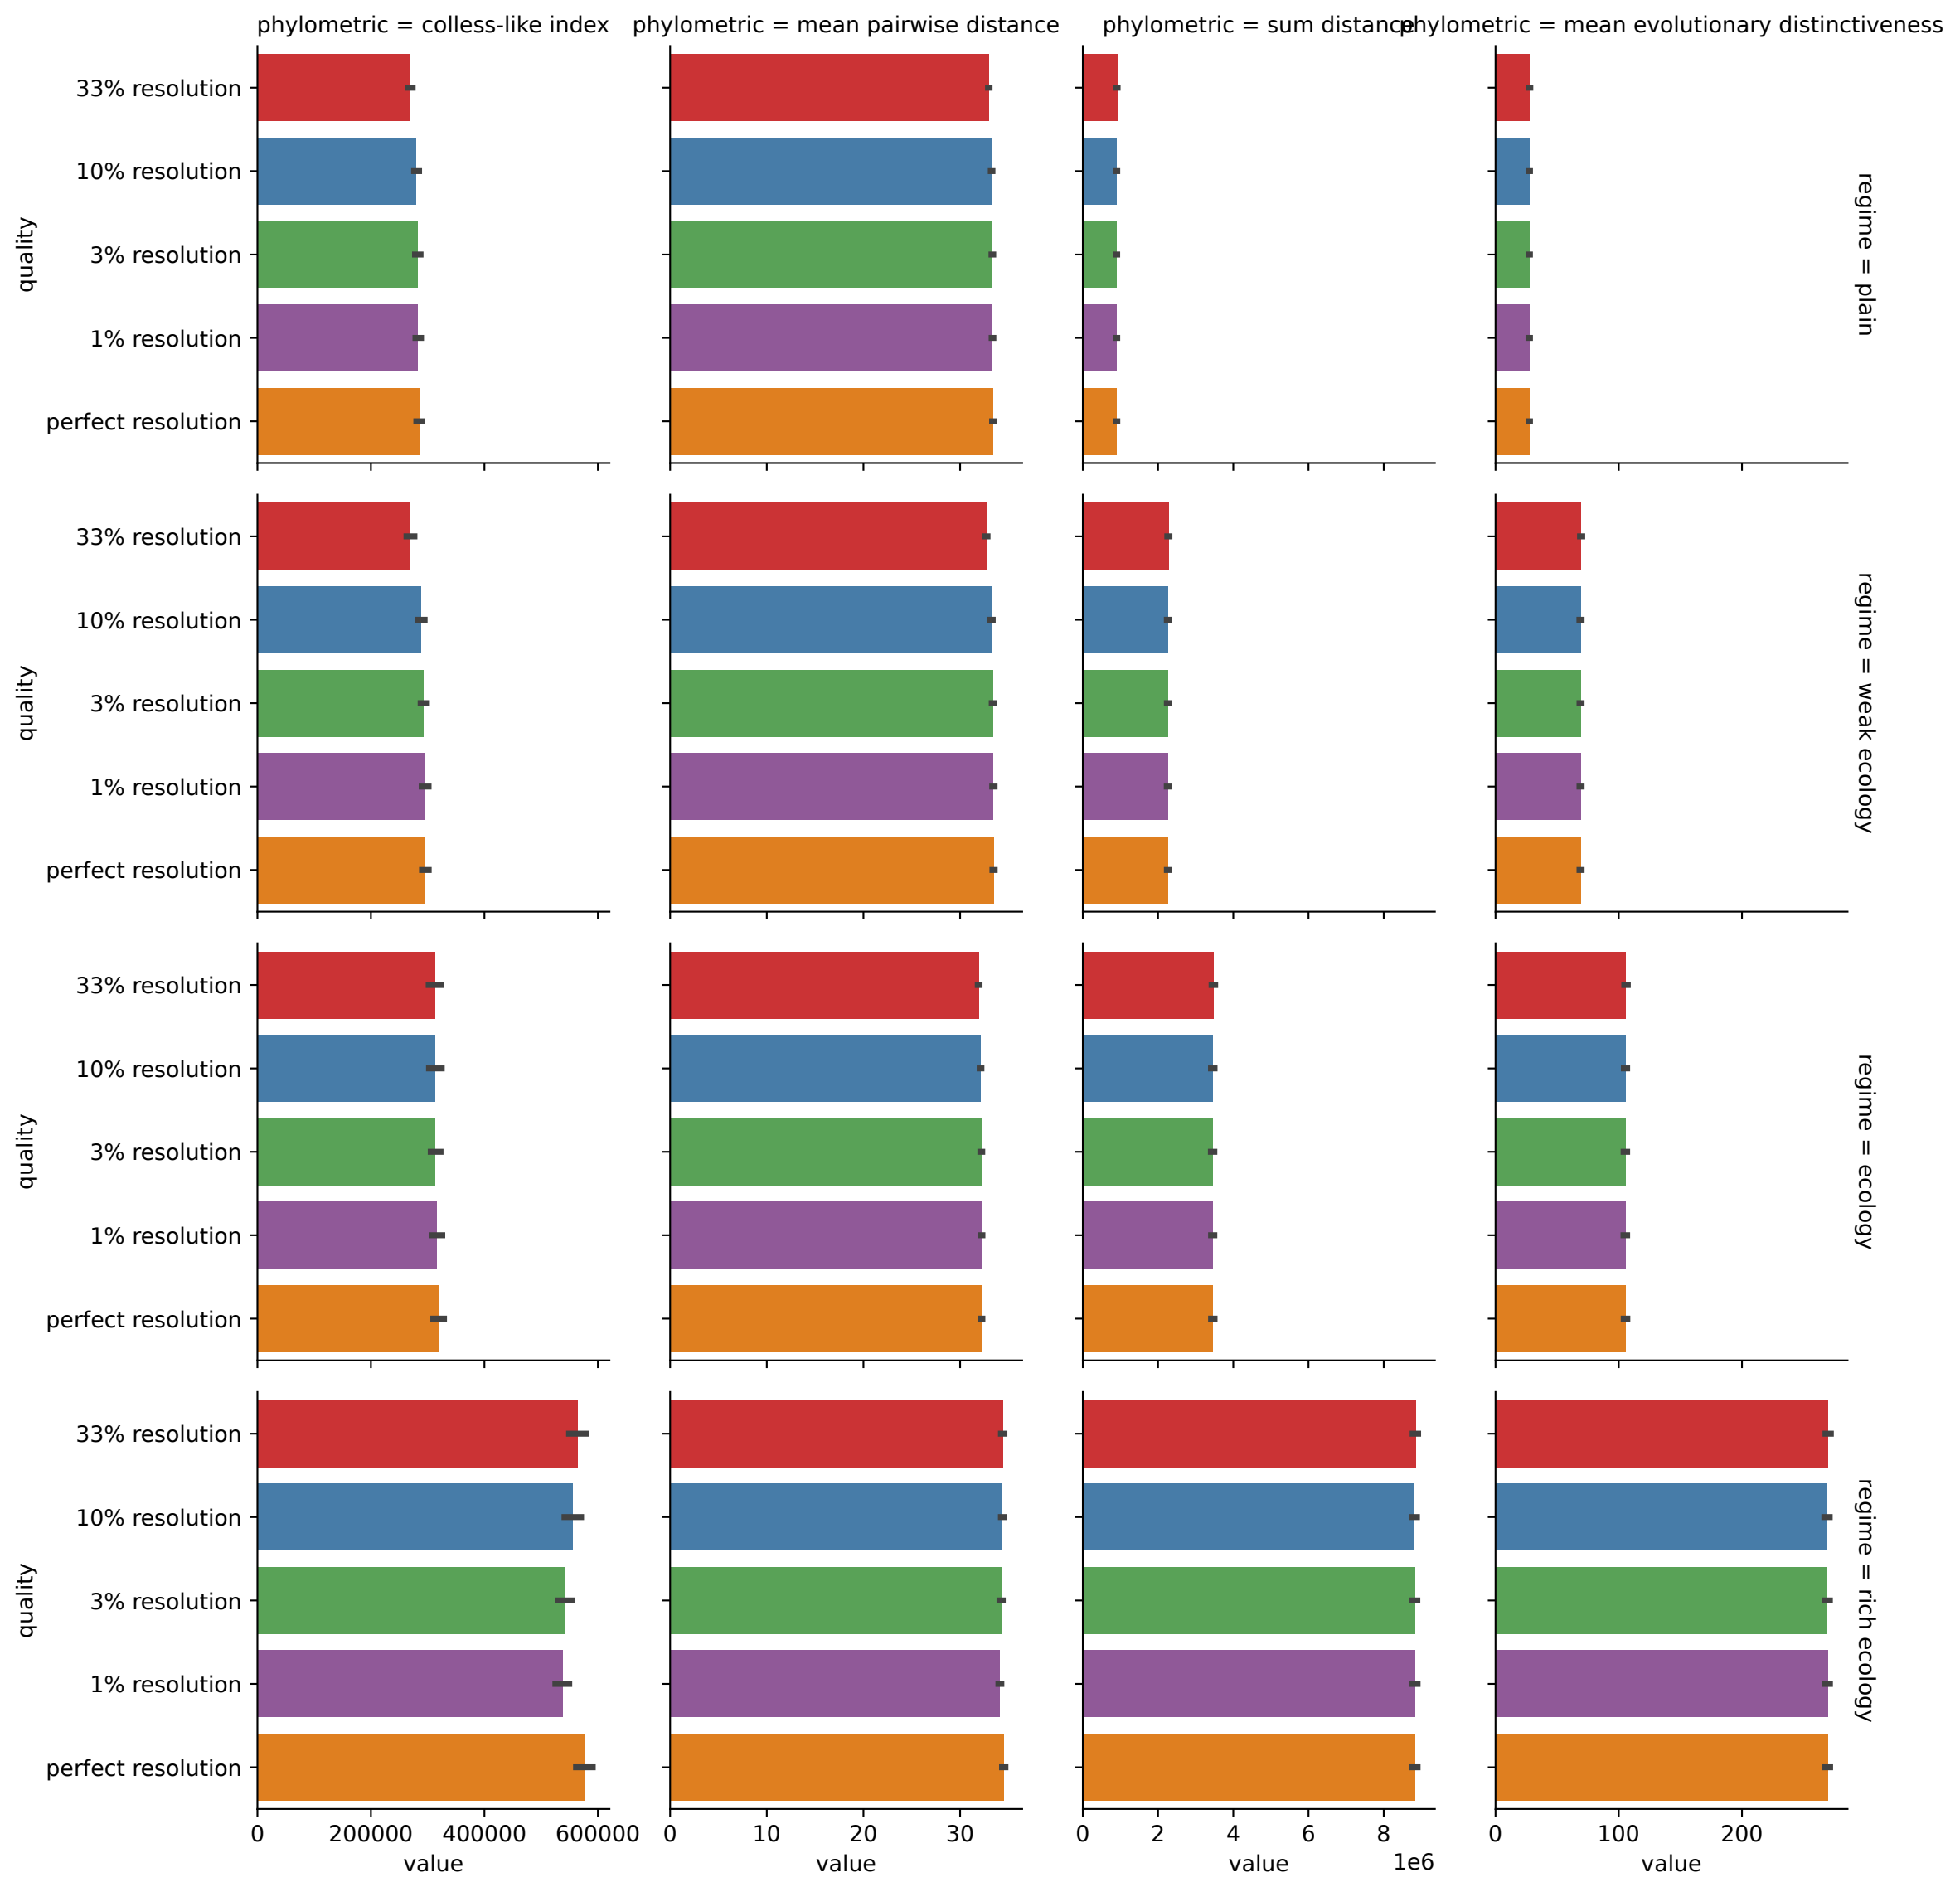 phylometric = colless-like index
phylometric = mean pairwise distance
phylometric = sum distance
phylometric = mean evolutionary distinctiveness
quality
33% resolution
10% resolution
3% resolution
1% resolution
perfect resolution
regime = plain
quality
33% resolution
10% resolution
3% resolution
1% resolution
perfect resolution
regime = weak ecology
quality
33% resolution
10% resolution
3% resolution
1% resolution
perfect resolution
regime = ecology
quality
33% resolution
10% resolution
3% resolution
1% resolution
perfect resolution
regime = rich ecology
0 200000 400000 600000
0 10 20 30
0 2 4 6 8
0 100 200
1e6
value
value
value
value